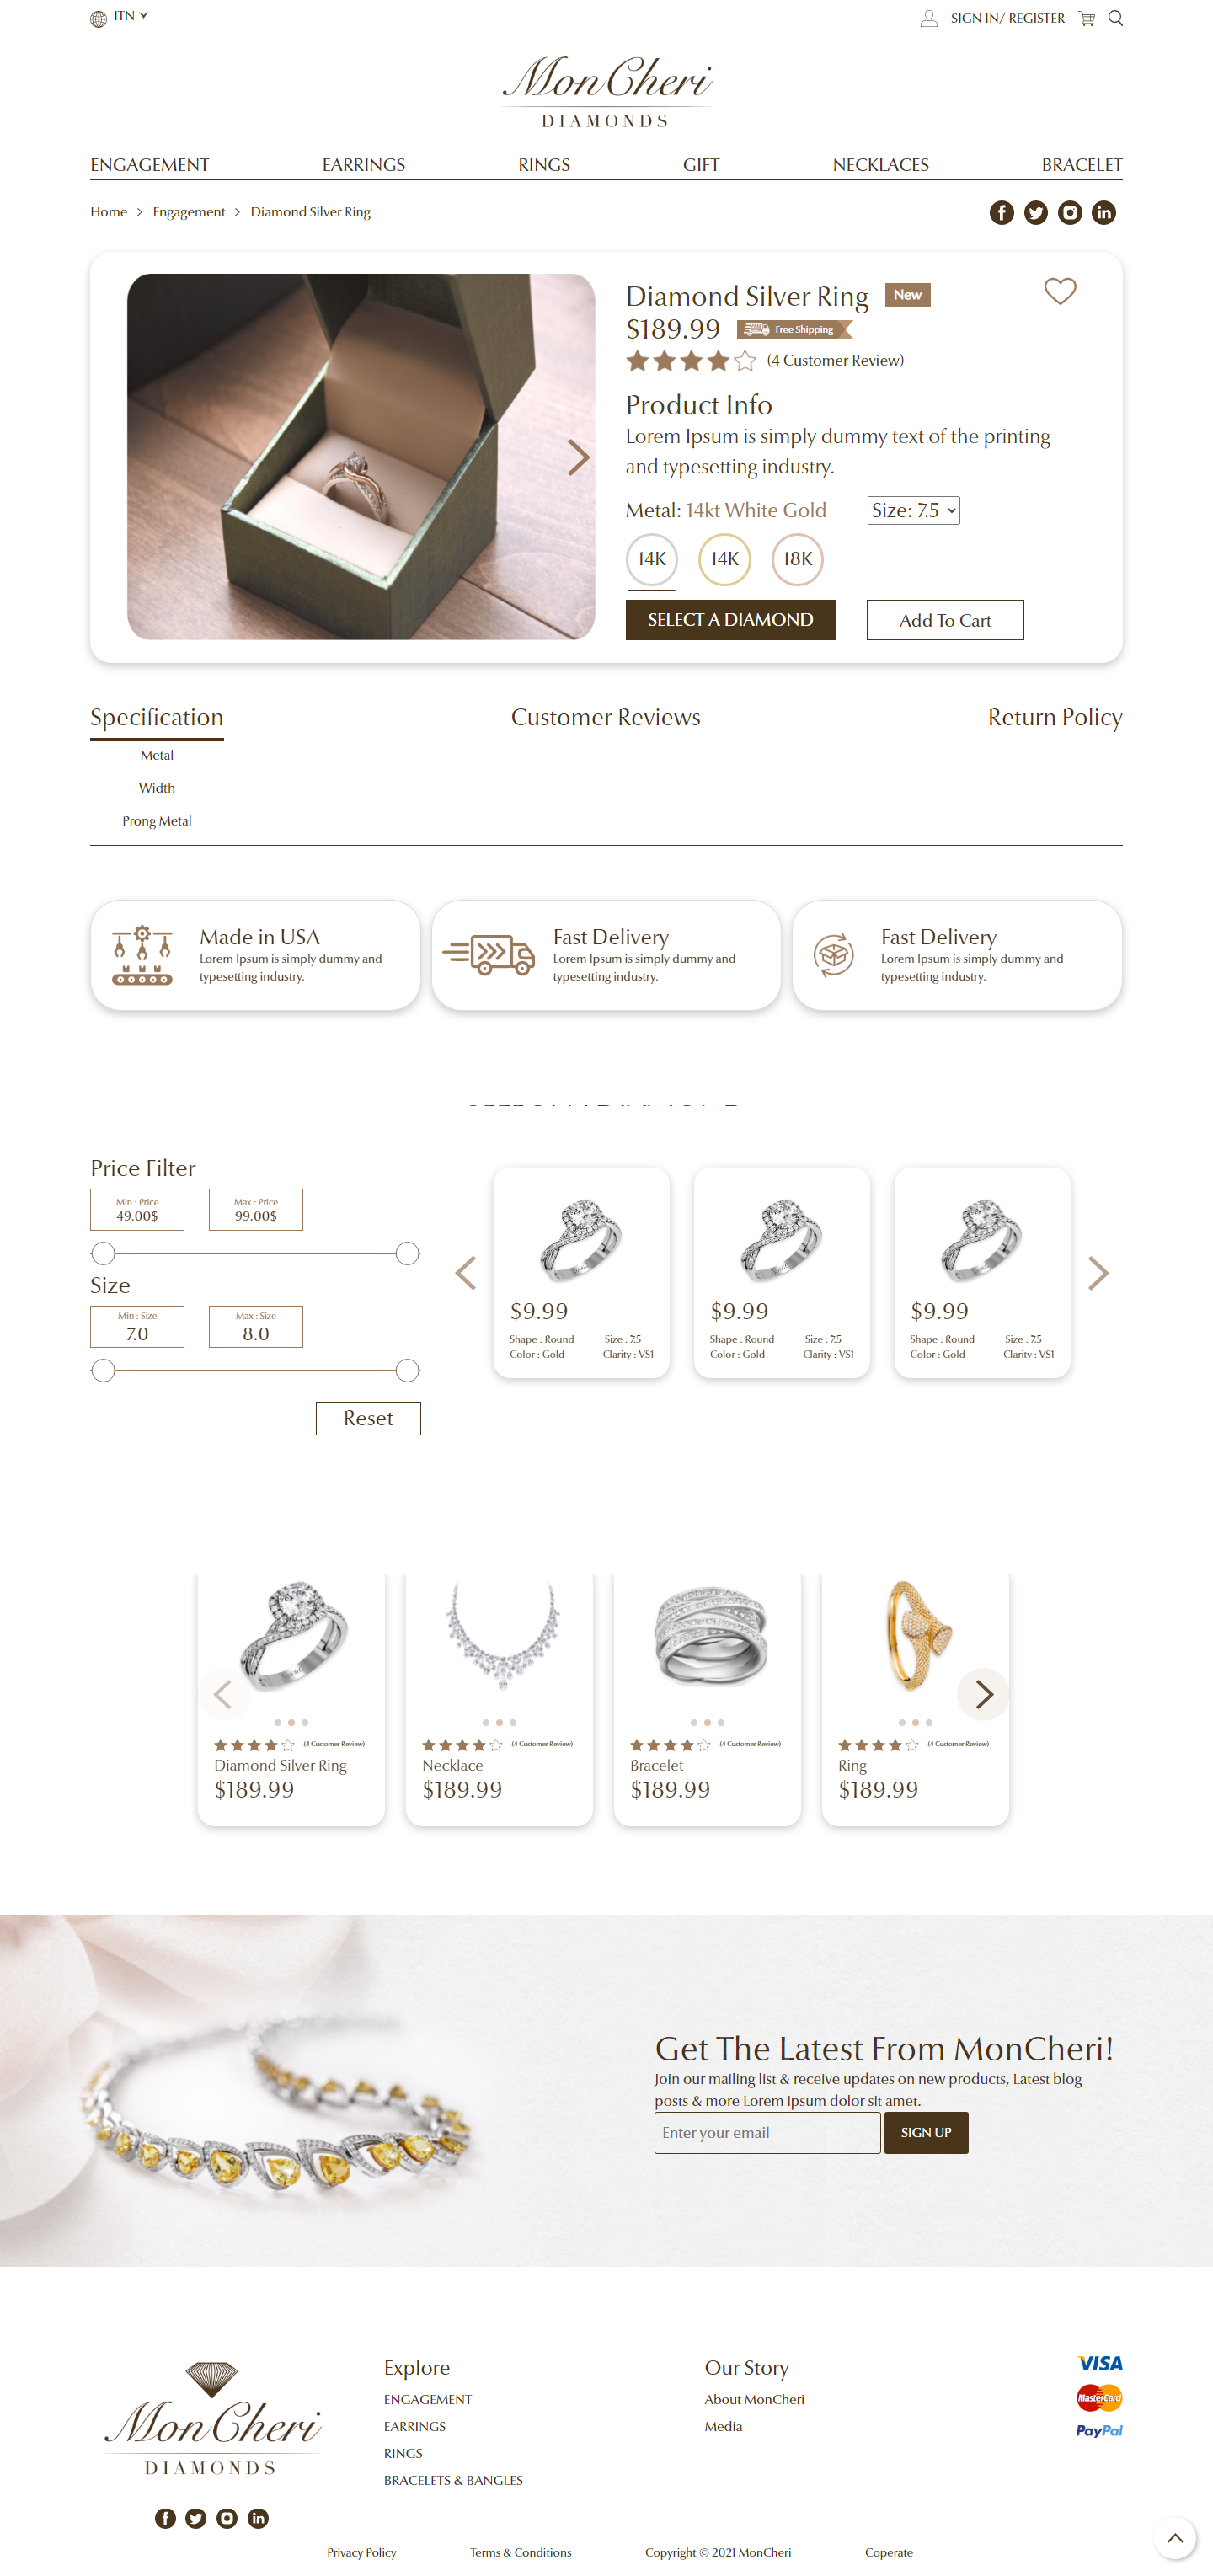 ITN
SIGN IN/ REGISTER
MonCheri
DIAMONDS
ENGAGEMENT EARRINGS RINGS GIFT NECKLACES BRACELET
Home > Engagement > Diamond Silver Ring
Diamond Silver Ring New
$189.99 Free Shipping
(4 Customer Review)
Product Info
Lorem Ipsum is simply dummy text of the printing
and typesetting industry.
Metal: 14kt White Gold Size: 7.5
14K 14K 18K
SELECT A DIAMOND Add To Cart
Specification Customer Reviews Return Policy
Metal
Width
Prong Metal
Made in USA
Lorem Ipsum is simply dummy and
typesetting industry.
Fast Delivery
Lorem Ipsum is simply dummy and
typesetting industry.
Fast Delivery
Lorem Ipsum is simply dummy and
typesetting industry.
Price Filter
Min : Price Max : Price
49.00$ 99.00$
Size
Min : Size Max : Size
7.0 8.0
Reset
$9.99
Shape : Round Size : 7.5
Color : Gold Clarity : VS1
$9.99
Shape : Round Size : 7.5
Color : Gold Clarity : VS1
$9.99
Shape : Round Size : 7.5
Color : Gold Clarity : VS1
(4 Customer Review)
Diamond Silver Ring
$189.99
(4 Customer Review)
Necklace
$189.99
(4 Customer Review)
Bracelet
$189.99
(4 Customer Review)
Ring
$189.99
Get The Latest From MonCheri!
Join our mailing list & receive updates on new products, Latest blog
posts & more Lorem ipsum dolor sit amet.
Enter your email SIGN UP
MonCheri
DIAMONDS
Explore
ENGAGEMENT
EARRINGS
RINGS
BRACELETS & BANGLES
Our Story
About MonCheri
Media
VISA
MasterCard
PayPal
Privacy Policy Terms & Conditions Copyright © 2021 MonCheri Coperate